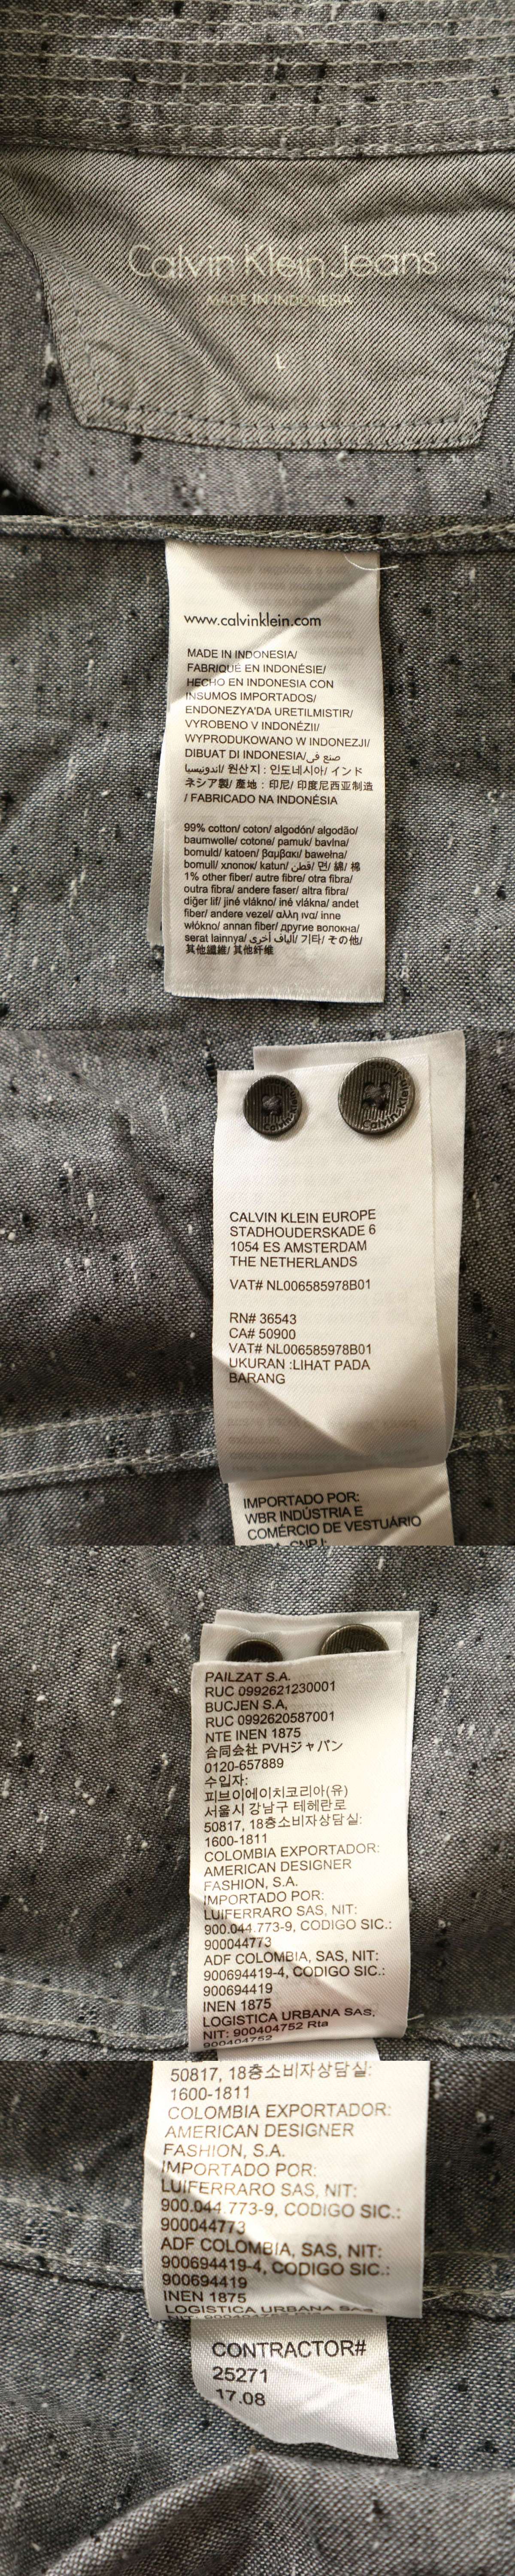 Calvin Klein Jeans
MADE IN INDONESIA
L
www.calvinklein.com
MADE IN INDONESIA/
FABRIQUÉ EN INDONÉSIE/
HECHO EN INDONESIA CON
INSUMOS IMPORTADOS/
ENDONEZYA'DA URETILMISTIR/
VYROBENO V INDONÉZII/
WYPRODUKOWANO W INDONEZJI/
DIBUAT DI INDONESIA/صنع في
اندونيسيا/ 원산지 : 인도네시아/ インド
ネシア製/ 產地 : 印尼/ 印度尼西亚制造
/ FABRICADO NA INDONÉSIA
99% cotton/ coton/ algodón/ algodão/
baumwolle/ cotone/ pamuk/ bavlna/
bomuld/ katoen/ βαμβακι/ bawełna/
bomull/ хлопок/ katun/ قطن/ 면/ 綿/ 棉
1% other fiber/ autre fibre/ otra fibra/
outra fibra/ andere faser/ altra fibra/
diğer lif/ jiné vlákno/ iné vlákna/ andet
fiber/ andere vezel/ αλλη ινα/ inne
włókno/ annan fiber/ другие волокна/
serat lainnya/ ألياف أخرى/ 기타/ その他/
其他纖維/ 其他纤维
Calvin Klein
Calvin Klein
CALVIN KLEIN EUROPE
STADHOUDERSKADE 6
1054 ES AMSTERDAM
THE NETHERLANDS
VAT# NL006585978B01
RN# 36543
CA# 50900
VAT# NL006585978B01
UKURAN :LIHAT PADA
BARANG
IMPORTADO POR:
WBR INDÚSTRIA E
COMÉRCIO DE VESTUÁRIO
CNPJ:
PAILZAT S.A.
RUC 0992621230001
BUCJEN S.A,
RUC 0992620587001
NTE INEN 1875
合同会社 PVHジャパン
0120-657889
수입자:
피브이에이치코리아(유)
서울시 강남구 테헤란로
50817, 18층소비자상담실:
1600-1811
COLOMBIA EXPORTADOR:
AMERICAN DESIGNER
FASHION, S.A.
IMPORTADO POR:
LUIFERRARO SAS, NIT:
900.044.773-9, CODIGO SIC.:
900044773
ADF COLOMBIA, SAS, NIT:
900694419-4, CODIGO SIC.:
900694419
INEN 1875
LOGISTICA URBANA SAS,
NIT: 900404752 Rta
900404752
50817, 18층소비자상담실:
1600-1811
COLOMBIA EXPORTADOR:
AMERICAN DESIGNER
FASHION, S.A.
IMPORTADO POR:
LUIFERRARO SAS, NIT:
900.044.773-9, CODIGO SIC.:
900044773
ADF COLOMBIA, SAS, NIT:
900694419-4, CODIGO SIC.:
900694419
INEN 1875
LOGISTICA URBANA SAS,
CONTRACTOR#
25271
17.08